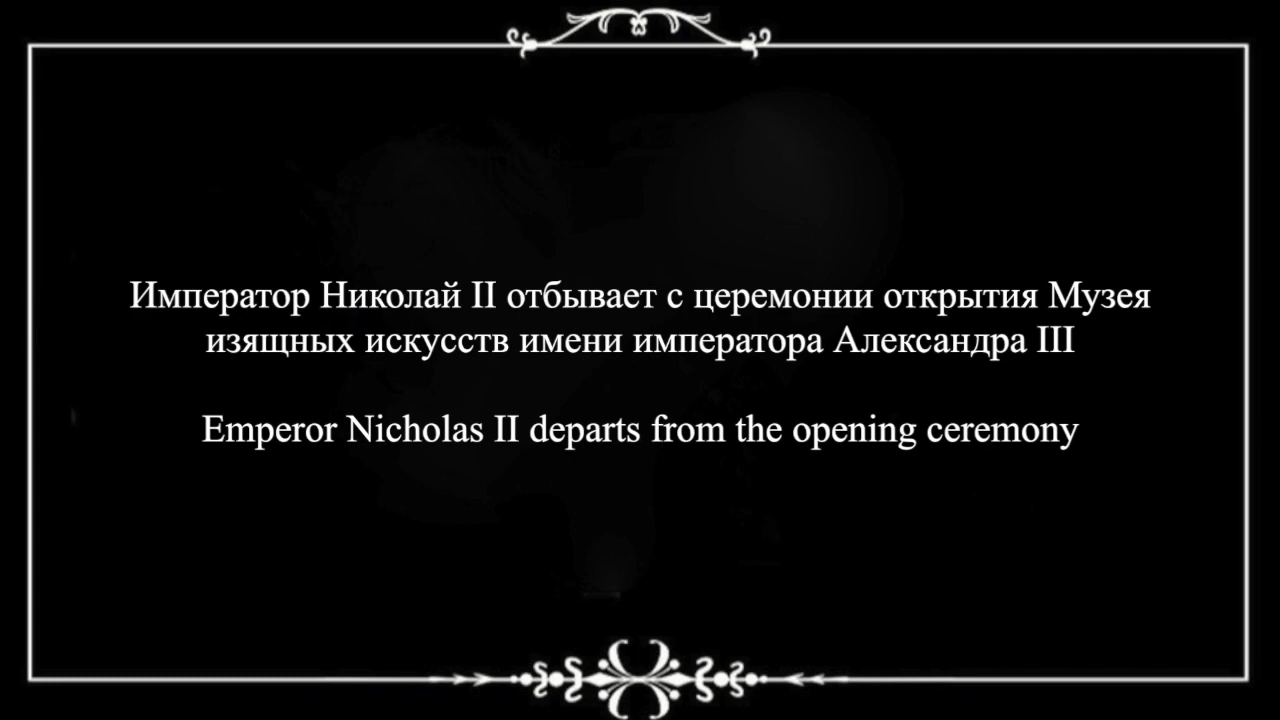 Император Николай II отбывает с церемонии открытия Музея
изящных искусств имени императора Александра III
Emperor Nicholas II departs from the opening ceremony